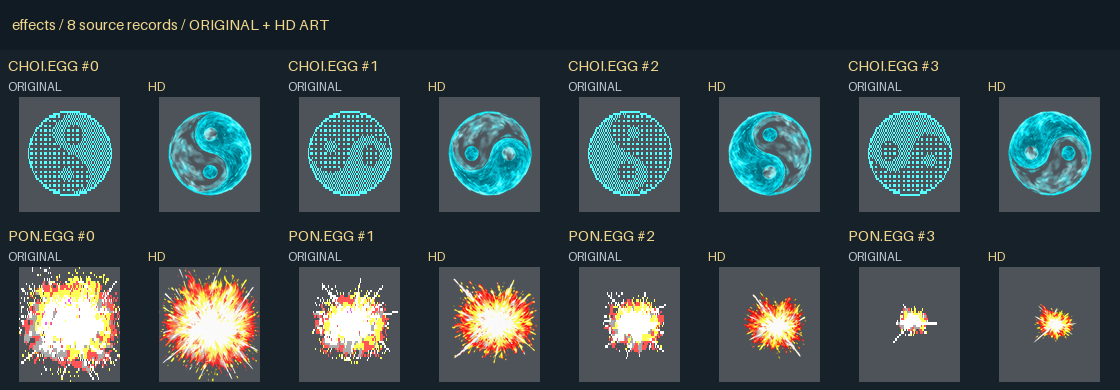 effects / 8 source records / ORIGINAL + HD ART
CHOI.EGG #0
ORIGINAL HD
CHOI.EGG #1
ORIGINAL HD
CHOI.EGG #2
ORIGINAL HD
CHOI.EGG #3
ORIGINAL HD
PON.EGG #0
ORIGINAL HD
PON.EGG #1
ORIGINAL HD
PON.EGG #2
ORIGINAL HD
PON.EGG #3
ORIGINAL HD